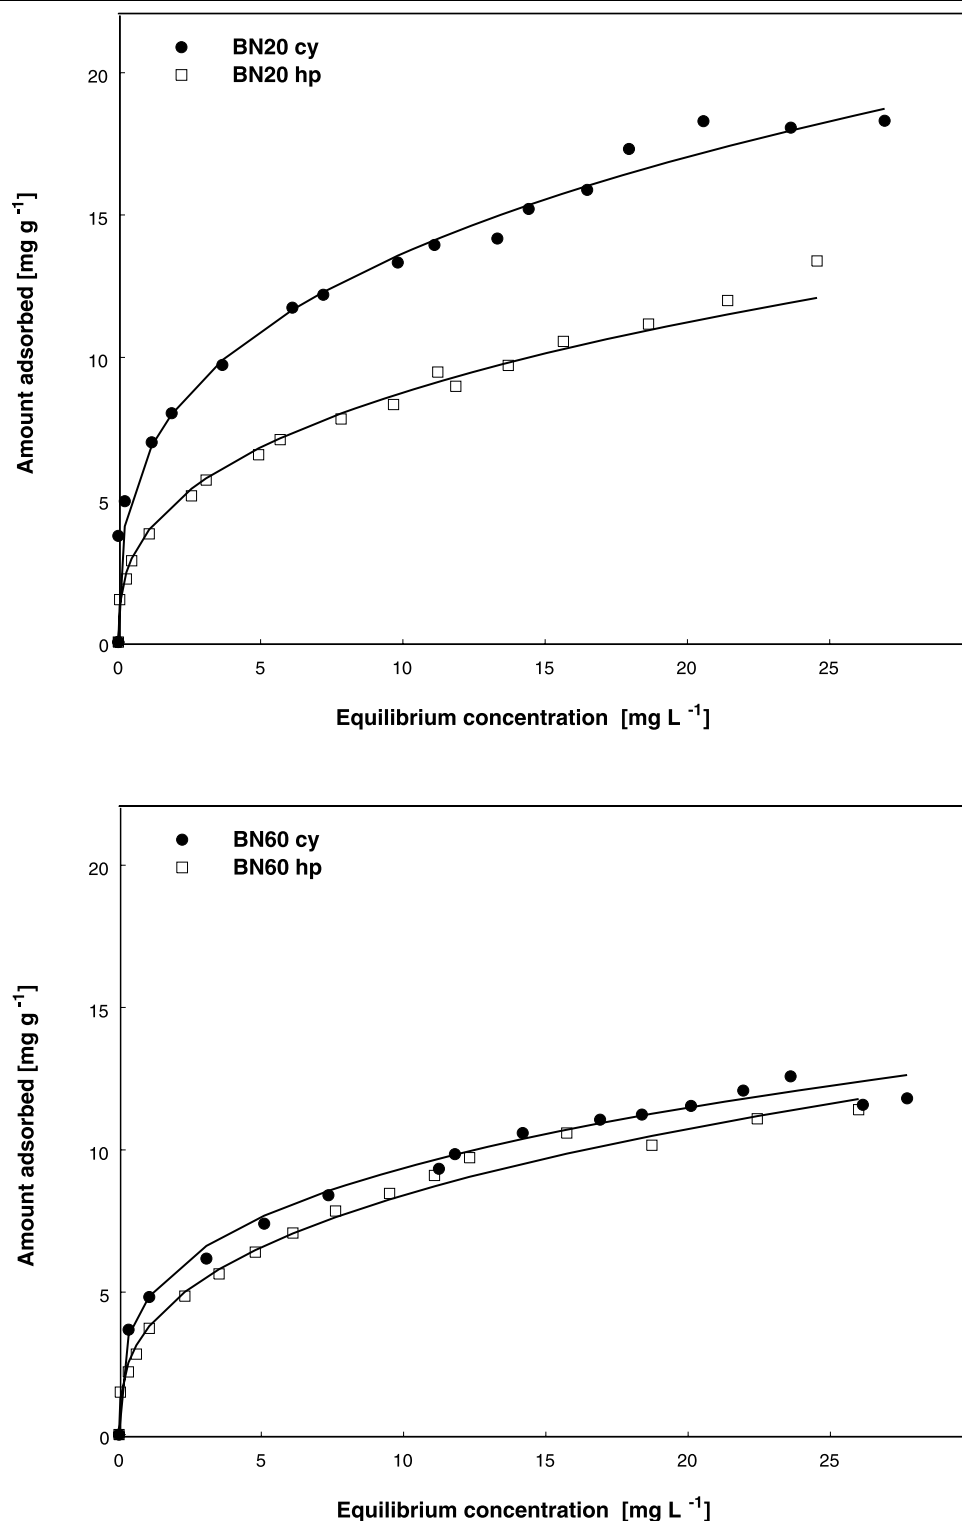 BN20 cy
BN20 hp
20
15
10
5
0
0 5 10 15 20 25
Amount adsorbed [mg g -1]
Equilibrium concentration [mg L -1]
BN60 cy
BN60 hp
20
15
10
5
0
0 5 10 15 20 25
Amount adsorbed [mg g -1]
Equilibrium concentration [mg L -1]